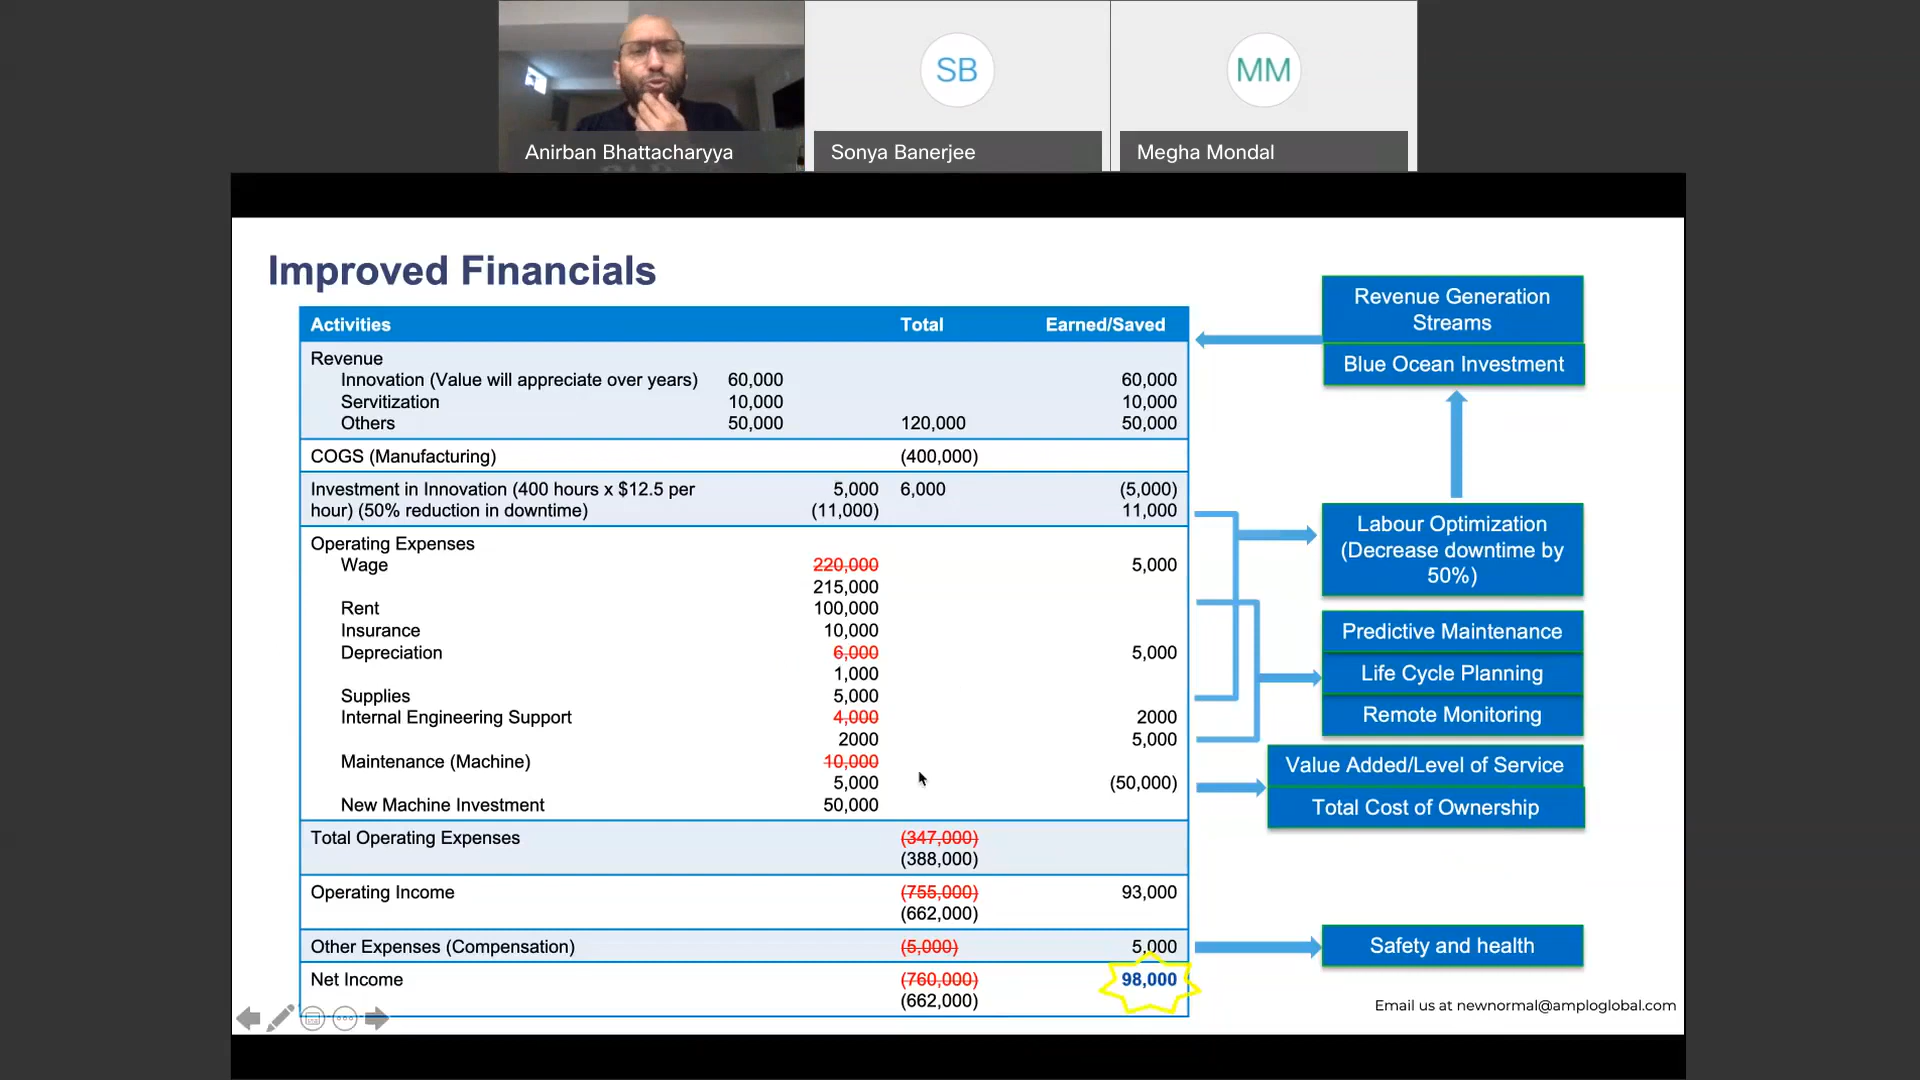 SB
MM
Anirban Bhattacharyya
Sonya Banerjee
Megha Mondal
Improved Financials
Activities Total Earned/Saved
Revenue
Innovation (Value will appreciate over years) 60,000 60,000
Servitization 10,000 10,000
Others 50,000 120,000 50,000
COGS (Manufacturing) (400,000)
Investment in Innovation (400 hours x $12.5 per 5,000 6,000 (5,000)
hour) (50% reduction in downtime) (11,000) 11,000
Operating Expenses
Wage 220,000 5,000
215,000
Rent 100,000
Insurance 10,000
Depreciation 6,000 5,000
1,000
Supplies 5,000
Internal Engineering Support 4,000 2000
2000 5,000
Maintenance (Machine) 10,000
5,000 (50,000)
New Machine Investment 50,000
Total Operating Expenses (347,000)
(388,000)
Operating Income (755,000) 93,000
(662,000)
Other Expenses (Compensation) (5,000) 5,000
Net Income (760,000) 98,000
(662,000)
Revenue Generation
Streams
Blue Ocean Investment
Labour Optimization
(Decrease downtime by
50%)
Predictive Maintenance
Life Cycle Planning
Remote Monitoring
Value Added/Level of Service
Total Cost of Ownership
Safety and health
Email us at newnormal@amploglobal.com